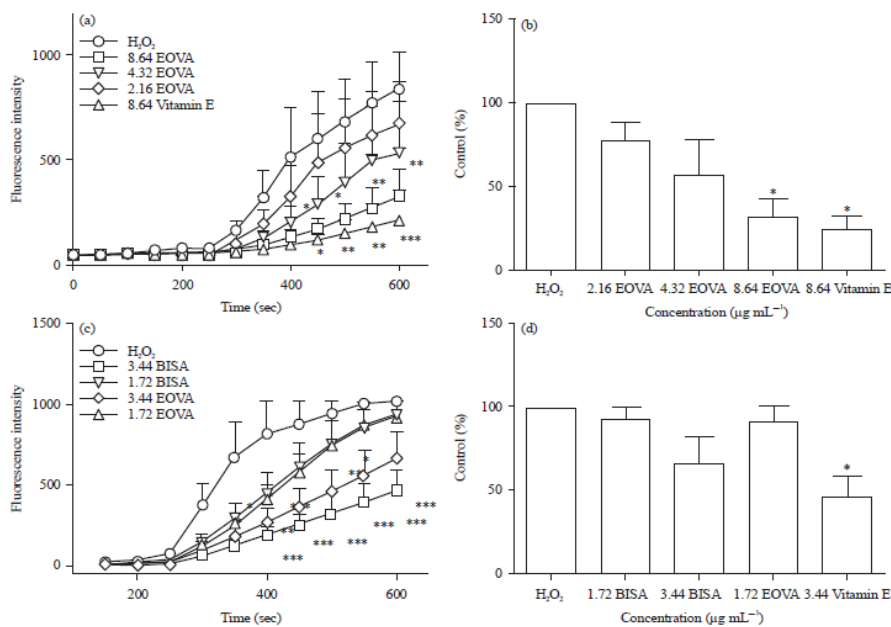 (a)
H₂O₂
8.64 EOVA
4.32 EOVA
2.16 EOVA
8.64 Vitamin E
1000
500
0
Fluorescence intensity
**
**
*
*
*
**
**
***
0
200
400
600
Time (sec)
(b)
150
100
50
0
Control (%)
*
*
H₂O₂
2.16 EOVA
4.32 EOVA
8.64 EOVA
8.64 Vitamin E
Concentration (µg mL⁻¹)
(c)
H₂O₂
3.44 BISA
1.72 BISA
3.44 EOVA
1.72 EOVA
1500
1000
500
0
Fluorescence intensity
*
**
*
**
***
***
***
***
***
***
200
400
600
Time (sec)
(d)
150
100
50
0
Control (%)
*
H₂O₂
1.72 BISA
3.44 BISA
1.72 EOVA
3.44 Vitamin E
Concentration (µg mL⁻¹)